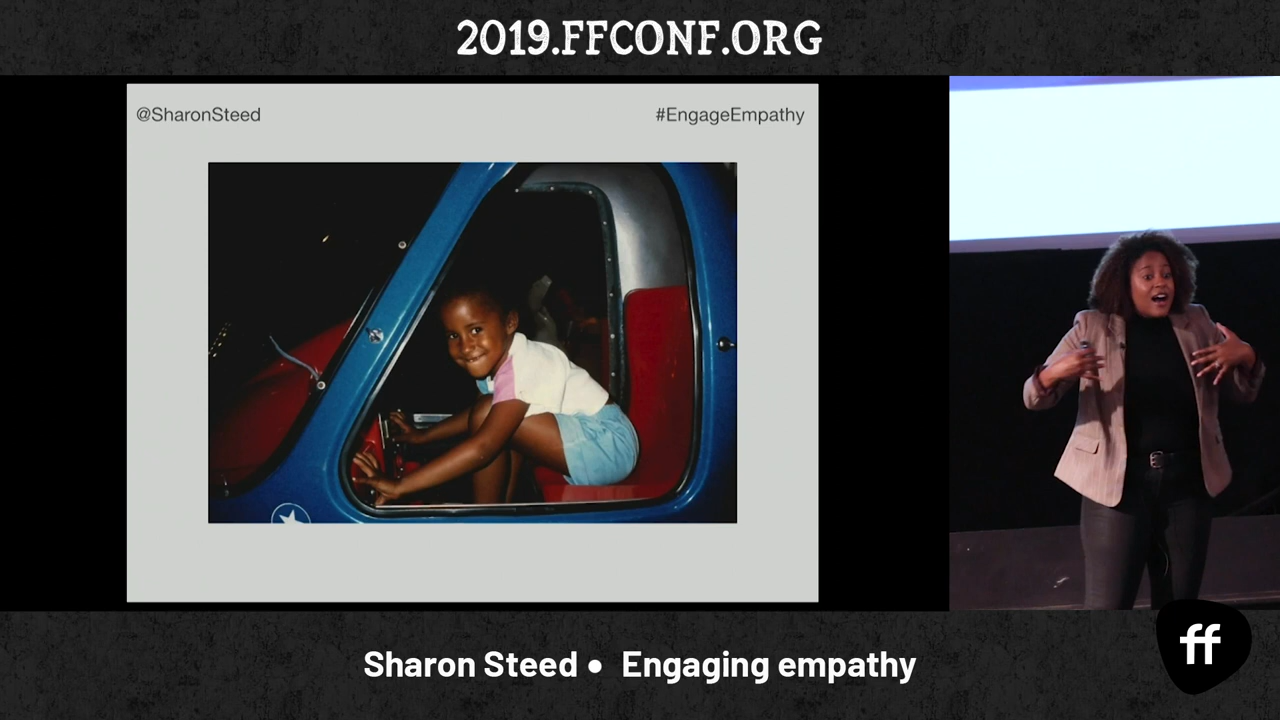 2019.FFCONF.ORG
@SharonSteed
#EngageEmpathy
Sharon Steed • Engaging empathy
ff